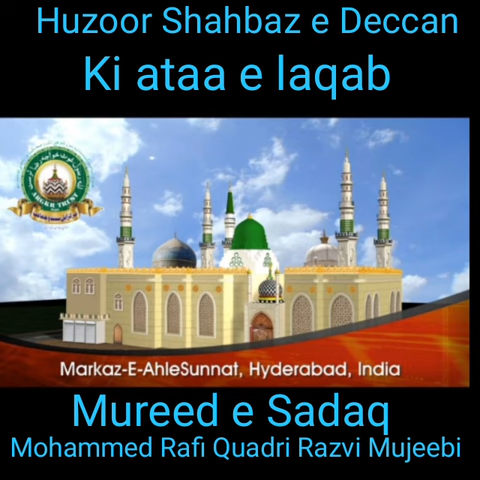 Huzoor Shahbaz e Deccan
Ki ataa e laqab
Markaz-E-AhleSunnat, Hyderabad, India
Mureed e Sadaq
Mohammed Rafi Quadri Razvi Mujeebi